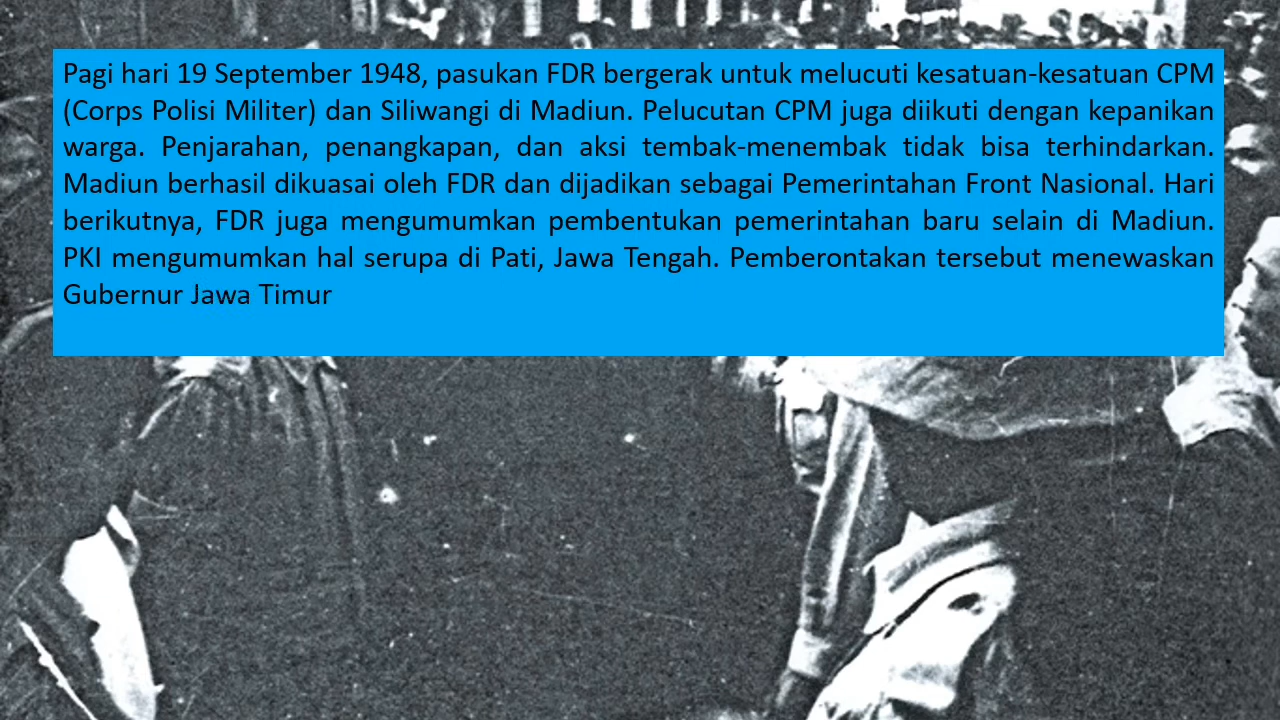 Pagi hari 19 September 1948, pasukan FDR bergerak untuk melucuti kesatuan-kesatuan CPM
(Corps Polisi Militer) dan Siliwangi di Madiun. Pelucutan CPM juga diikuti dengan kepanikan
warga. Penjarahan, penangkapan, dan aksi tembak-menembak tidak bisa terhindarkan.
Madiun berhasil dikuasai oleh FDR dan dijadikan sebagai Pemerintahan Front Nasional. Hari
berikutnya, FDR juga mengumumkan pembentukan pemerintahan baru selain di Madiun.
PKI mengumumkan hal serupa di Pati, Jawa Tengah. Pemberontakan tersebut menewaskan
Gubernur Jawa Timur